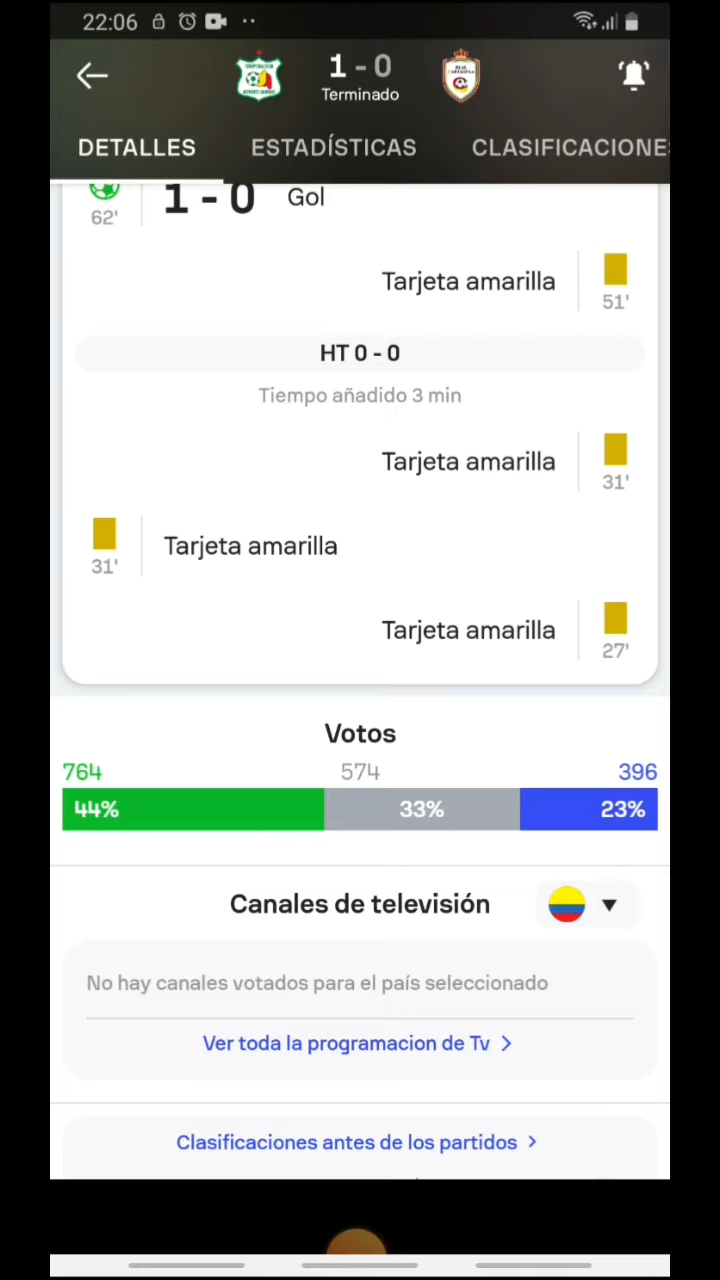 22:06
1 - 0
Terminado
DETALLES
ESTADÍSTICAS
CLASIFICACIONE
1 - 0 Gol
62'
Tarjeta amarilla
51'
HT 0 - 0
Tiempo añadido 3 min
Tarjeta amarilla
31'
Tarjeta amarilla
31'
Tarjeta amarilla
27'
Votos
764 574 396
44% 33% 23%
Canales de televisión
No hay canales votados para el país seleccionado
Ver toda la programacion de Tv >
Clasificaciones antes de los partidos >